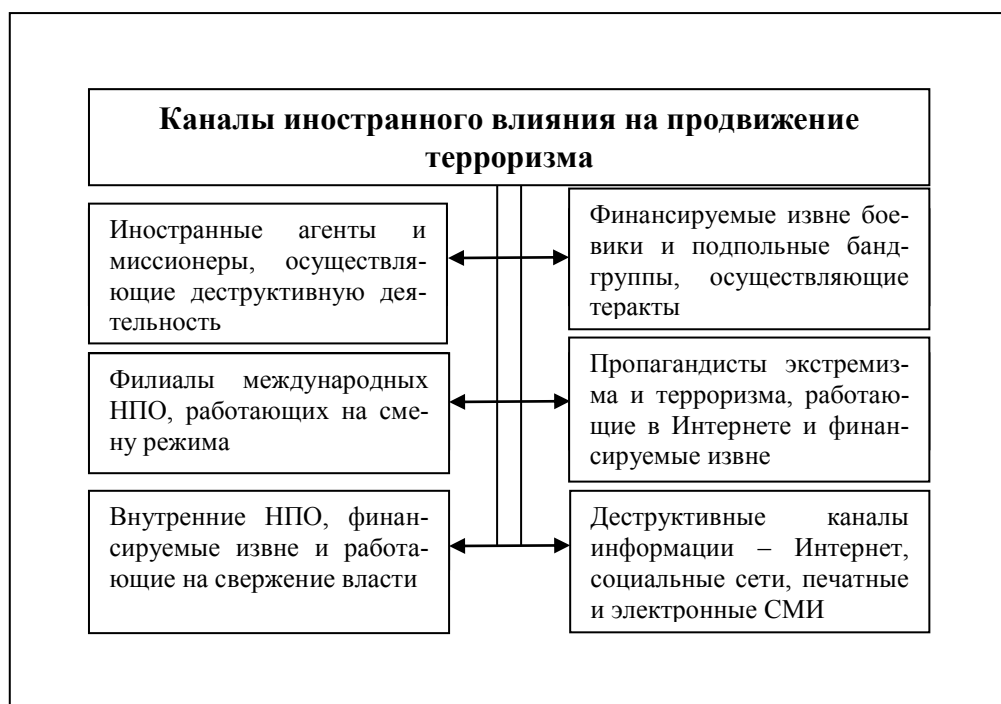 Каналы иностранного влияния на продвижение
терроризма
Иностранные агенты и
миссионеры, осуществля-
ющие деструктивную дея-
тельность
Финансируемые извне бое-
вики и подпольные банд-
группы, осуществляющие
теракты
Филиалы международных
НПО, работающих на сме-
ну режима
Пропагандисты экстремиз-
ма и терроризма, работаю-
щие в Интернете и финан-
сируемые извне
Внутренние НПО, финан-
сируемые извне и работа-
ющие на свержение власти
Деструктивные каналы
информации – Интернет,
социальные сети, печатные
и электронные СМИ